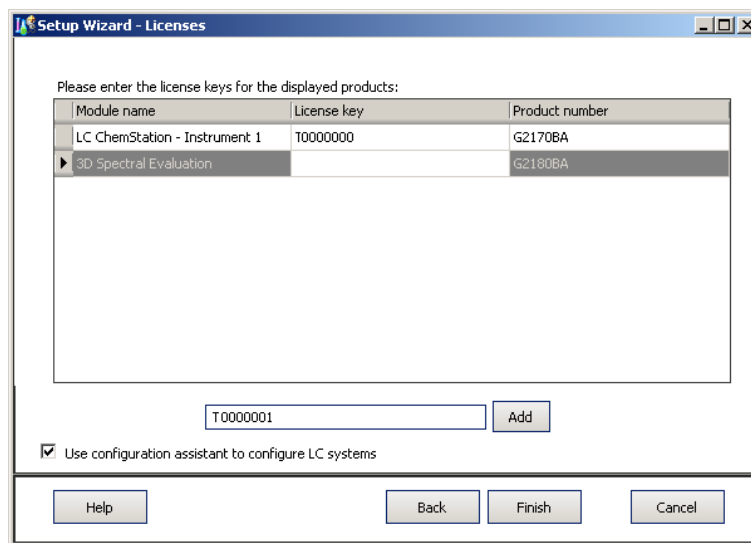 Setup Wizard - Licenses
Please enter the license keys for the displayed products:
Module name License key Product number
LC ChemStation - Instrument 1 T0000000 G2170BA
3D Spectral Evaluation G2180BA
T0000001 Add
Use configuration assistant to configure LC systems
Help Back Finish Cancel